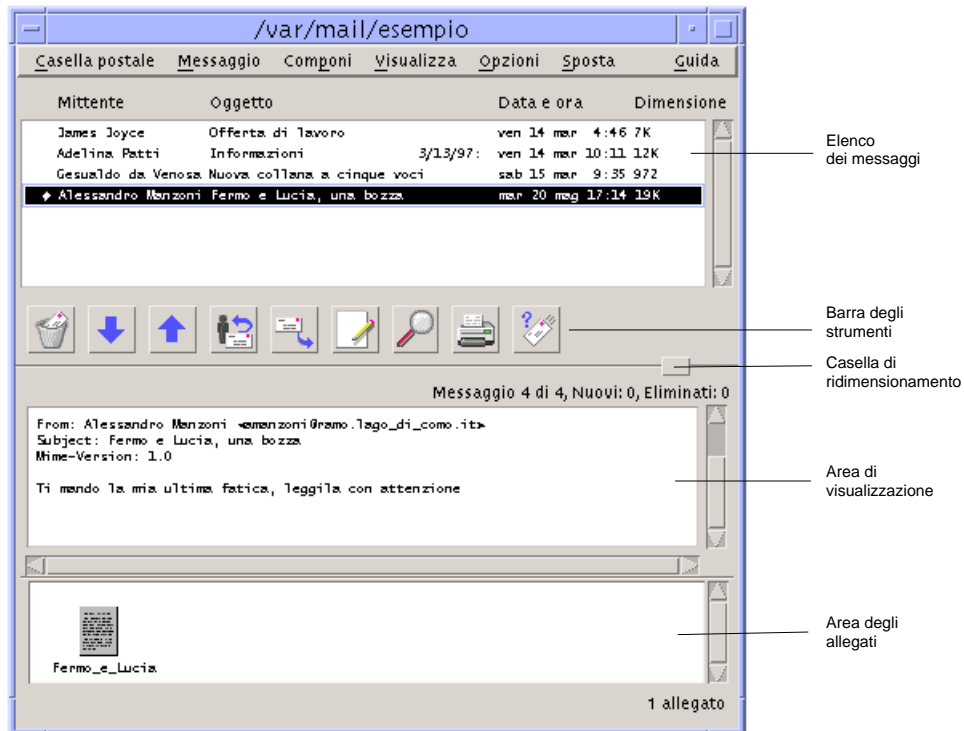 /var/mail/esempio
Casella postale Messaggio Componi Visualizza Opzioni Sposta Guida
Mittente Oggetto Data e ora Dimensione
James Joyce Offerta di lavoro ven 14 mar 4:46 7K
Adelina Patti Informazioni 3/13/97: ven 14 mar 10:11 12K
Gesualdo da Venosa Nuova collana a cinque voci sab 15 mar 9:35 972
Alessandro Manzoni Fermo e Lucia, una bozza mar 20 mag 17:14 19K
Elenco
dei messaggi
Barra degli
strumenti
Casella di
ridimensionamento
Messaggio 4 di 4, Nuovi: 0, Eliminati: 0
From: Alessandro Manzoni <amanzoni@ramo.lago_di_como.it>
Subject: Fermo e Lucia, una bozza
Mime-Version: 1.0
Ti mando la mia ultima fatica, leggila con attenzione
Area di
visualizzazione
Fermo_e_Lucia
Area degli
allegati
1 allegato